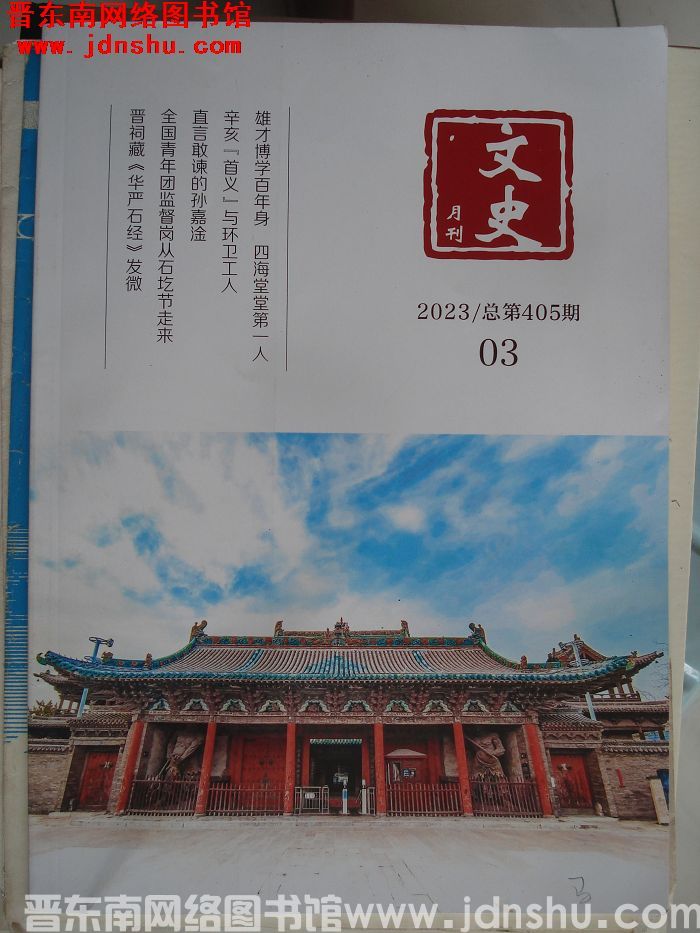 晋东南网络图书馆
www.jdnshu.com
文史
月刊
2023/总第405期
03
雄才博学百年身 四海堂堂第一人
辛亥『首义』与环卫工人
直言敢谏的孙嘉淦
全国青年团监督岗从石圪节走来
晋祠藏《华严石经》发微
晋东南网络图书馆www.jdnshu.com